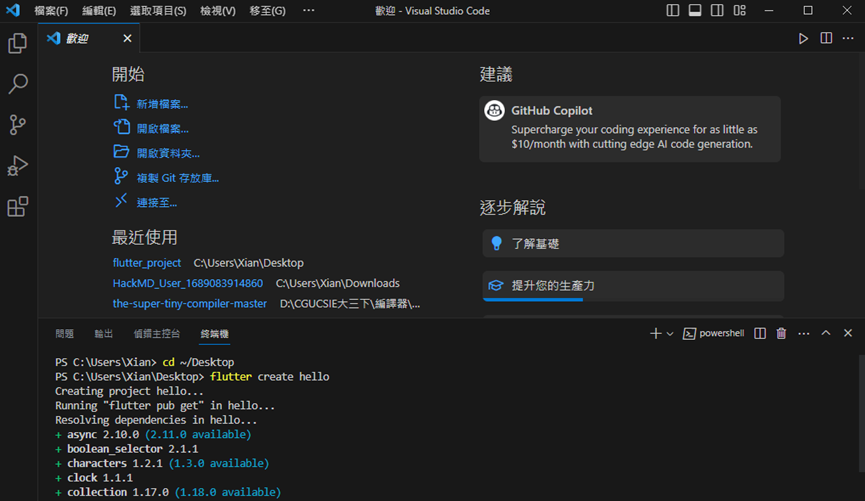 檔案(F) 編輯(E) 選取項目(S) 檢視(V) 移至(G) ··· 歡迎 - Visual Studio Code
歡迎
開始
新增檔案...
開啟檔案...
開啟資料夾...
複製 Git 存放庫...
連接至...
最近使用
flutter_project C:\Users\Xian\Desktop
HackMD_User_1689083914860 C:\Users\Xian\Downloads
the-super-tiny-compiler-master D:\CGUCSIE大三下\編譯器\...
建議
GitHub Copilot
Supercharge your coding experience for as little as
$10/month with cutting edge AI code generation.
逐步解說
了解基礎
提升您的生產力
問題 輸出 偵錯主控台 終端機 powershell
PS C:\Users\Xian> cd ~/Desktop
PS C:\Users\Xian\Desktop> flutter create hello
Creating project hello...
Running "flutter pub get" in hello...
Resolving dependencies in hello...
+ async 2.10.0 (2.11.0 available)
+ boolean_selector 2.1.1
+ characters 1.2.1 (1.3.0 available)
+ clock 1.1.1
+ collection 1.17.0 (1.18.0 available)